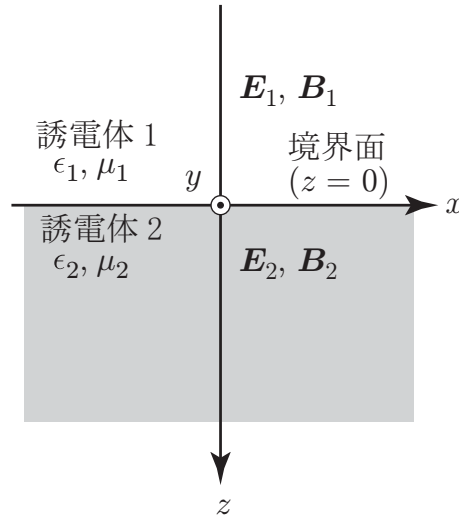 E₁, B₁
誘電体 1
ϵ₁, μ₁
境界面
(z = 0)
y
x
誘電体 2
ϵ₂, μ₂
E₂, B₂
z